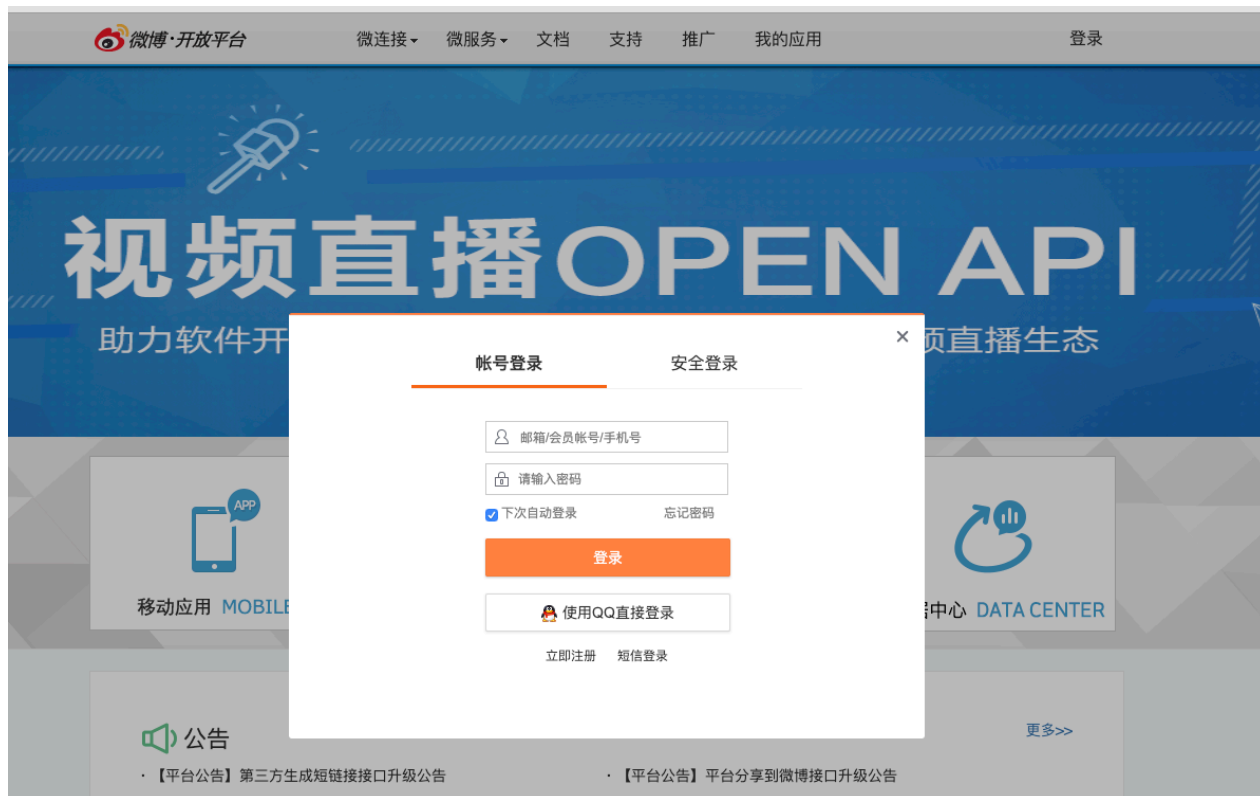 微博·开放平台
微连接 微服务 文档 支持 推广 我的应用 登录
视频直播OPEN API
助力软件开
频直播生态
帐号登录 安全登录
×
邮箱/会员帐号/手机号
请输入密码
下次自动登录 忘记密码
登录
使用QQ直接登录
立即注册 短信登录
APP
移动应用 MOBILE
中心 DATA CENTER
公告
更多>>
·【平台公告】第三方生成短链接接口升级公告
·【平台公告】平台分享到微博接口升级公告